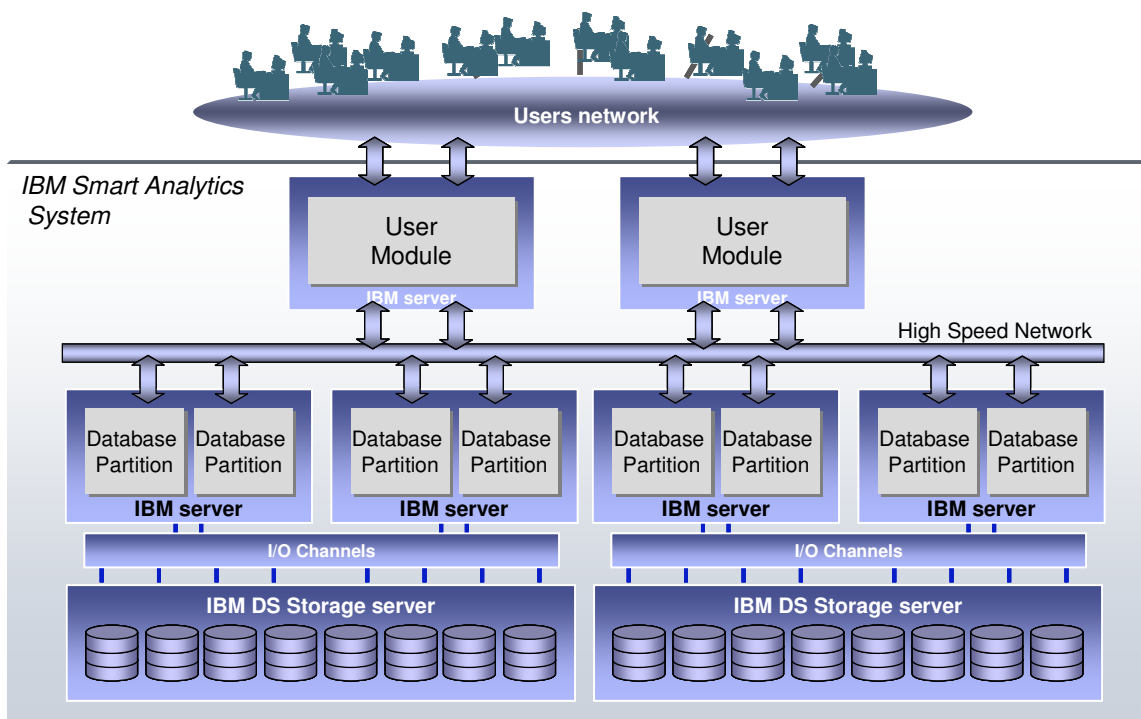 Users network
IBM Smart Analytics
System
User
Module
IBM server
User
Module
IBM server
High Speed Network
Database
Partition
Database
Partition
IBM server
Database
Partition
Database
Partition
IBM server
Database
Partition
Database
Partition
IBM server
Database
Partition
Database
Partition
IBM server
I/O Channels
I/O Channels
IBM DS Storage server
IBM DS Storage server